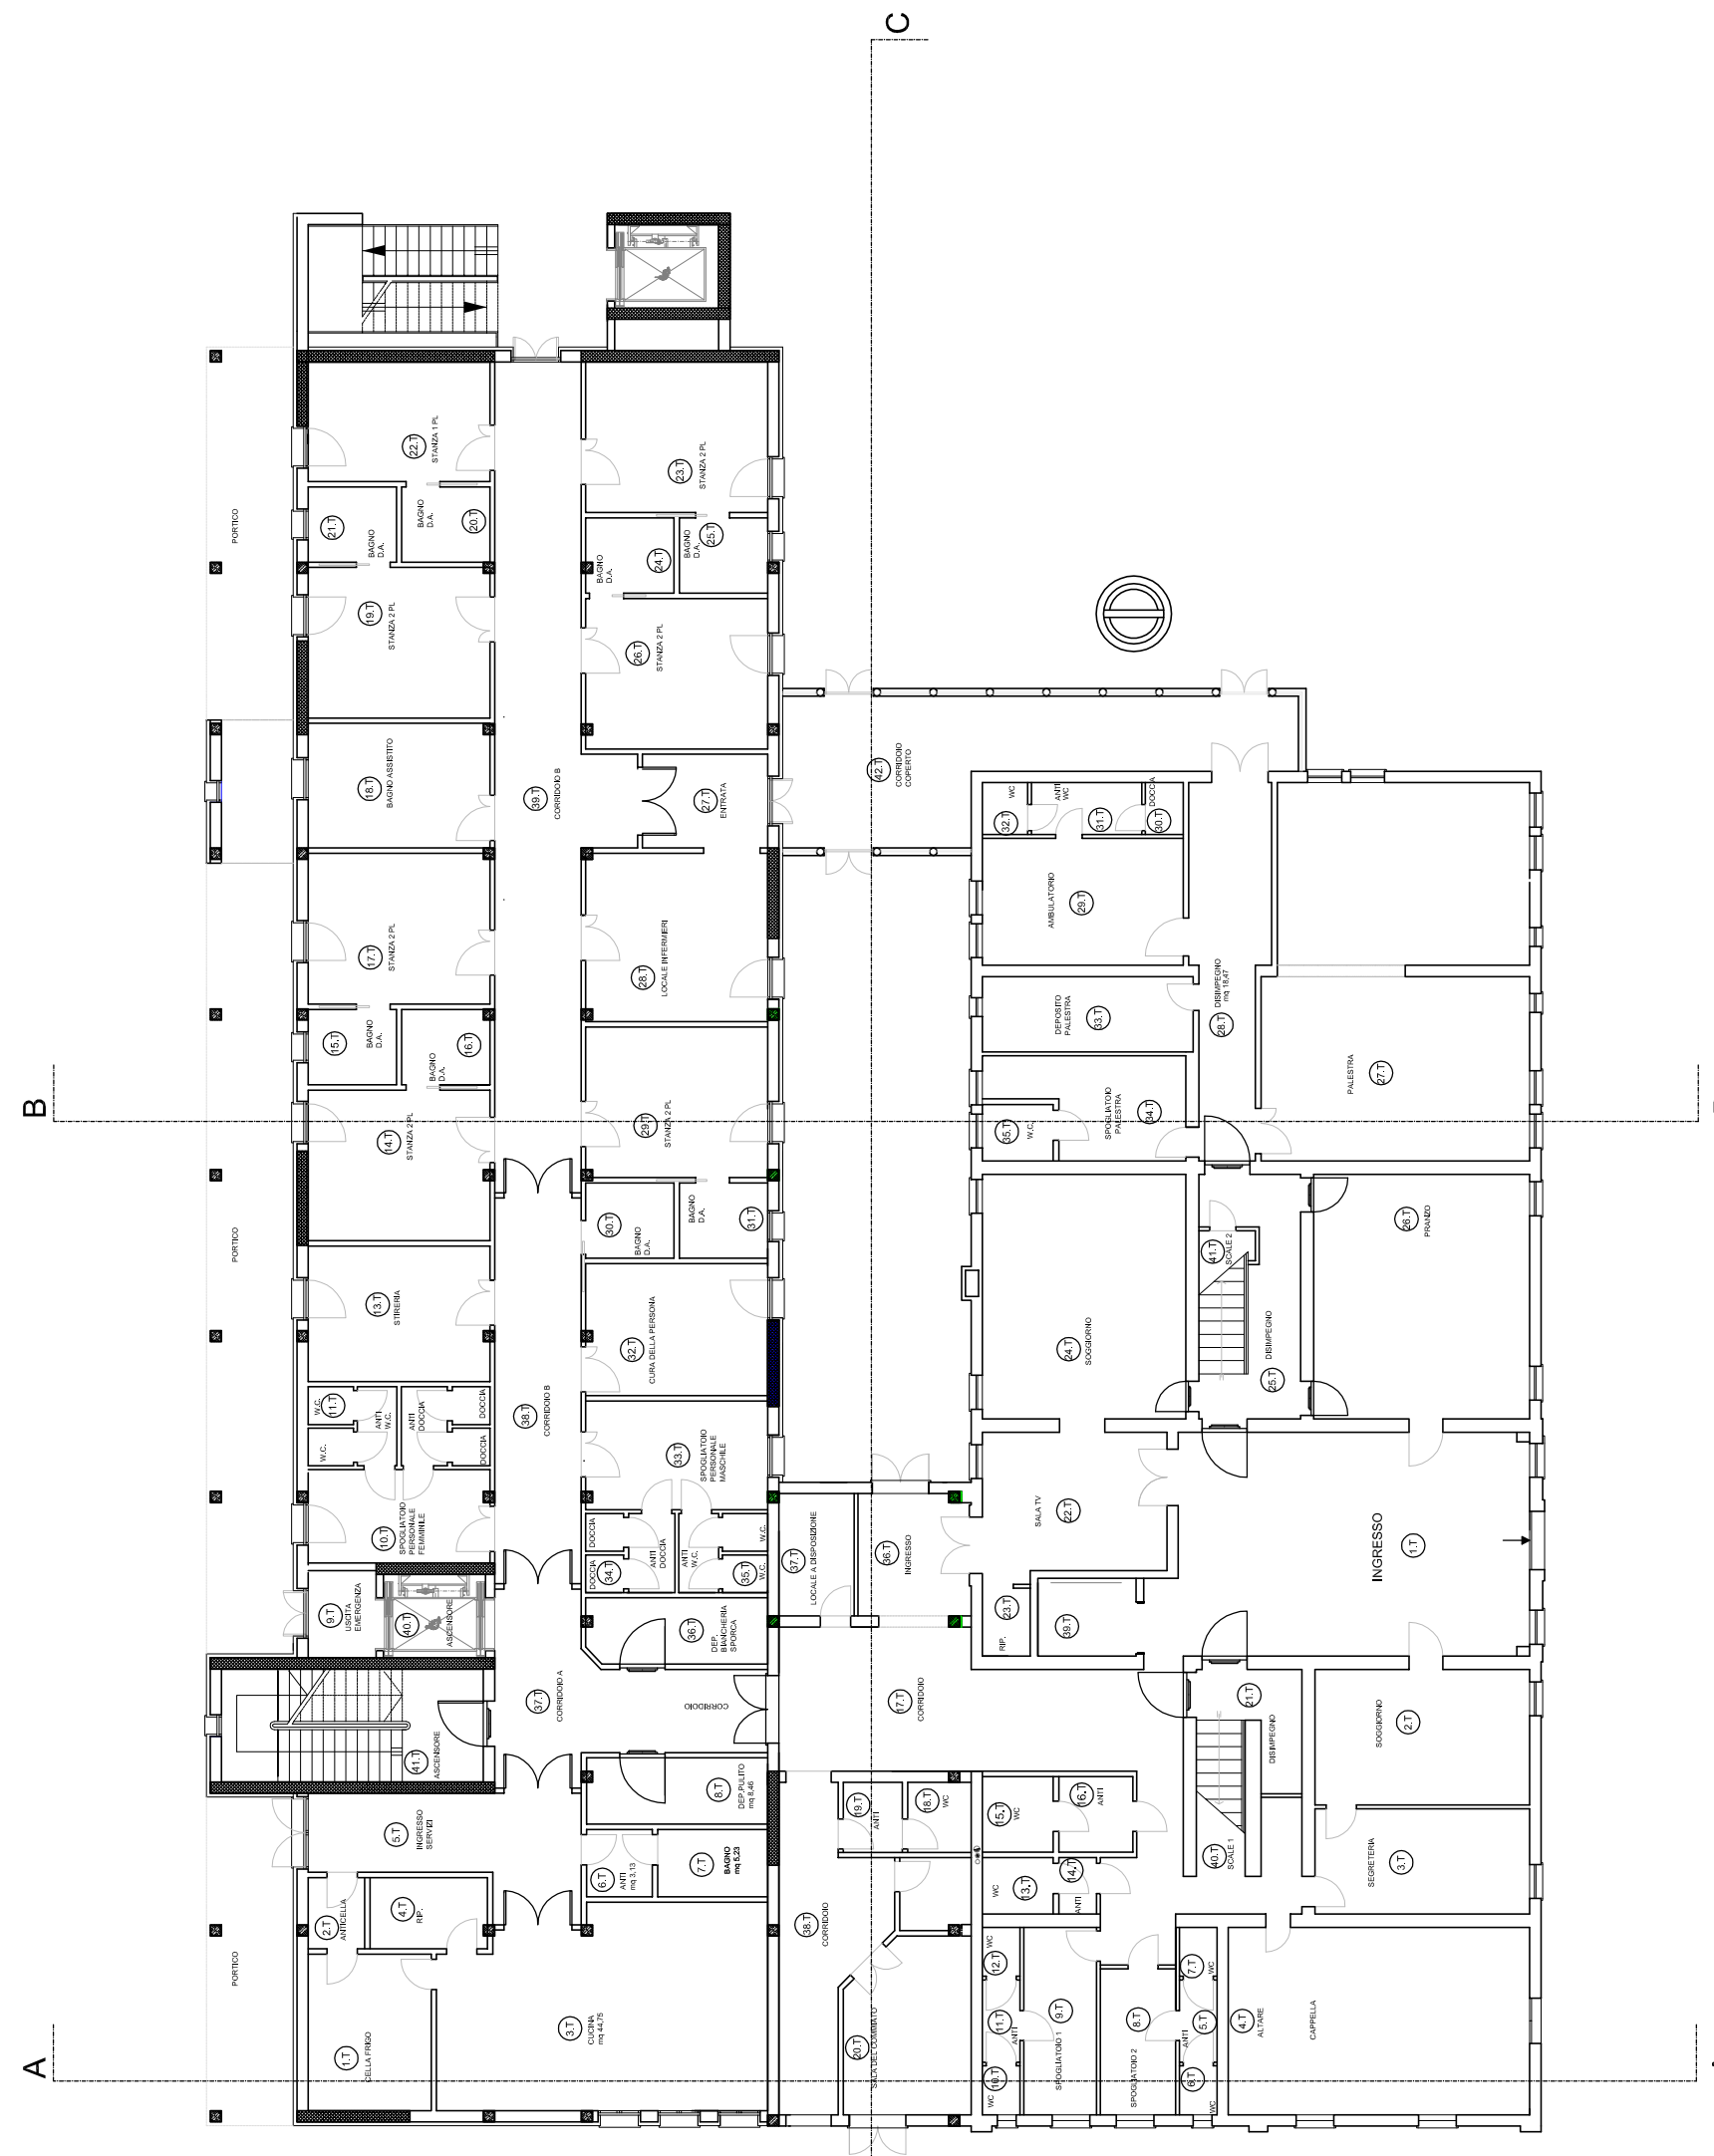 C
B
A
PORTICO
PORTICO
PORTICO
22.T
STANZA 1 PL
21.T
BAGNO
D.A.
BAGNO
D.A.
20.T
19.T
STANZA 2 PL
18.T
BAGNO ASSISTITO
17.T
STANZA 2 PL
15.T
BAGNO
D.A.
BAGNO
D.A.
16.T
14.T
STANZA 2 PL
13.T
STIRERIA
W.C.
11.T
ANTI
W.C.
W.C.
ANTI
DOCCIA
DOCCIA
DOCCIA
10.T
SPOGLIATOIO
PERSONALE
FEMMINILE
9.T
USCITA
EMERGENZA
40.T
ASCENSORE
41.T
ASCENSORE
5.T
INGRESSO
SERVIZI
2.T
ANTICELLA
4.T
RIP.
1.T
CELLA FRIGO
3.T
CUCINA
mq 44,75
39.T
CORRIDOIO B
38.T
CORRIDOIO B
37.T
CORRIDOIO A
CORRIDOIO
23.T
STANZA 2 PL
BAGNO
D.A.
24.T
BAGNO
D.A.
25.T
26.T
STANZA 2 PL
27.T
ENTRATA
28.T
LOCALE INFERMIERI
29.T
STANZA 2 PL
30.T
BAGNO
D.A.
BAGNO
D.A.
31.T
32.T
CURA DELLA PERSONA
33.T
SPOGLIATOIO
PERSONALE
MASCHILE
DOCCIA
DOCCIA
34.T
ANTI
DOCCIA
ANTI
W.C.
W.C.
35.T
W.C.
36.T
DEP.
BIANCHERIA
SPORCA
8.T
DEP.PULITO
mq 8,46
6.T
ANTI
mq 3,13
7.T
BAGNO
mq 5,23
42.T
CORRIDOIO
COPERTO
37.T
LOCALE A DISPOSIZIONE
36.T
INGRESSO
17.T
CORRIDOIO
19.T
ANTI
18.T
WC
38.T
CORRIDOIO
20.T
SALA DEL COMMIATO
WC
32.T
ANTI
WC
31.T
DOCCIA
30.T
AMBULATORIO
29.T
DEPOSITO
PALESTRA
33.T
DISIMPEGNO
mq 18,47
28.T
35.T
W.C.
SPOGLIATOIO
PALESTRA
34.T
PALESTRA
27.T
24.T
SOGGIORNO
41.T
SCALE 2
DISIMPEGNO
25.T
26.T
PRANZO
SALA TV
22.T
23.T
RIP.
39.T
INGRESSO
1.T
21.T
DISIMPEGNO
SOGGIORNO
2.T
40.T
SCALE 1
SEGRETERIA
3.T
15.T
WC
16.T
ANTI
WC
13.T
14.T
ANTI
WC
12.T
11.T
ANTI
10.T
WC
9.T
SPOGLIATOIO 1
8.T
SPOGLIATOIO 2
7.T
WC
5.T
ANTI
6.T
WC
4.T
ALTARE
CAPPELLA